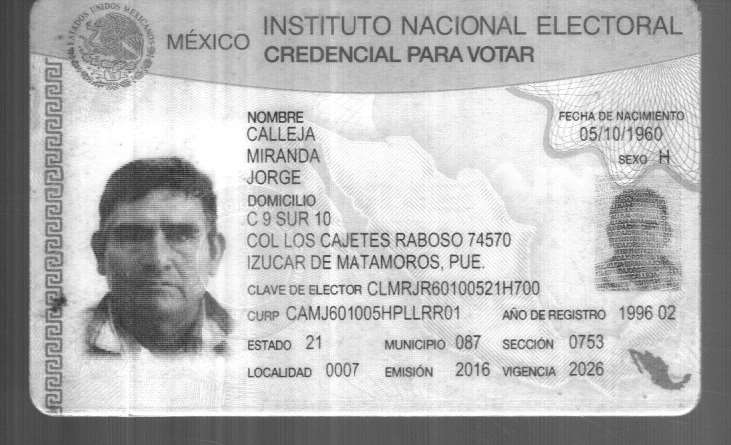 ESTADOS UNIDOS MEXICANOS
MÉXICO
INSTITUTO NACIONAL ELECTORAL
CREDENCIAL PARA VOTAR
NOMBRE
CALLEJA
MIRANDA
JORGE
FECHA DE NACIMIENTO
05/10/1960
SEXO H
DOMICILIO
C 9 SUR 10
COL LOS CAJETES RABOSO 74570
IZUCAR DE MATAMOROS, PUE.
CLAVE DE ELECTOR CLMRJR60100521H700
CURP CAMJ601005HPLLRR01 AÑO DE REGISTRO 1996 02
ESTADO 21 MUNICIPIO 087 SECCIÓN 0753
LOCALIDAD 0007 EMISIÓN 2016 VIGENCIA 2026